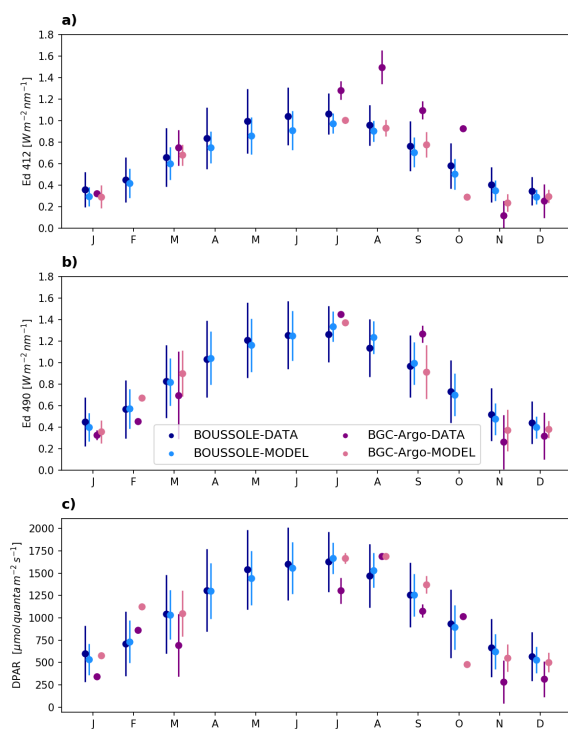 a)
Ed 412 [W m⁻² nm⁻¹]
1.8
1.6
1.4
1.2
1.0
0.8
0.6
0.4
0.2
0.0
J F M A M J J A S O N D
b)
Ed 490 [W m⁻² nm⁻¹]
1.8
1.6
1.4
1.2
1.0
0.8
0.6
0.4
0.2
0.0
BOUSSOLE-DATA BGC-Argo-DATA
BOUSSOLE-MODEL BGC-Argo-MODEL
J F M A M J J A S O N D
c)
DPAR [μmol quanta m⁻² s⁻¹]
2000
1750
1500
1250
1000
750
500
250
0
J F M A M J J A S O N D